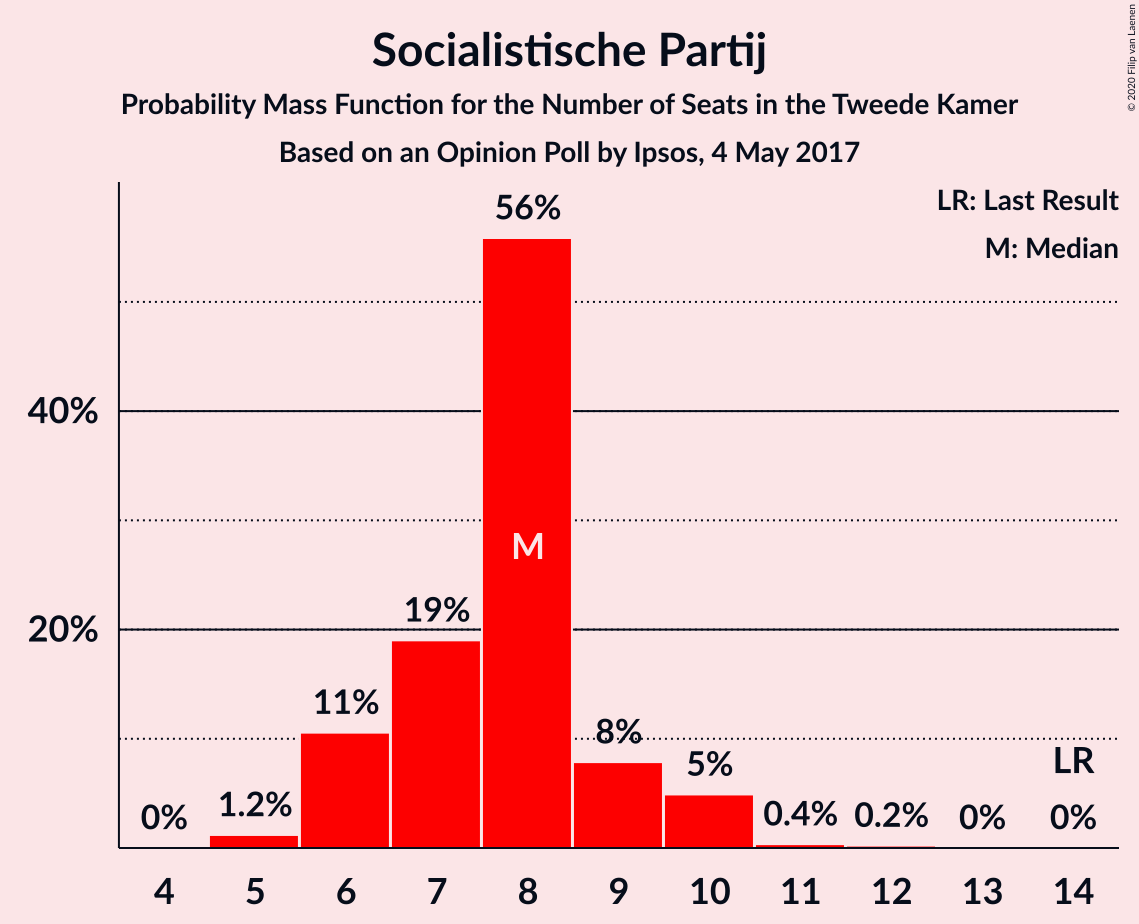 Socialistische Partij
Probability Mass Function for the Number of Seats in the Tweede Kamer
Based on an Opinion Poll by Ipsos, 4 May 2017
© 2020 Filip van Laenen
LR: Last Result
M: Median
56%
40%
M
20%
19%
11%
8%
5%
LR
0%
1.2%
0.4%
0.2%
0%
0%
4 5 6 7 8 9 10 11 12 13 14